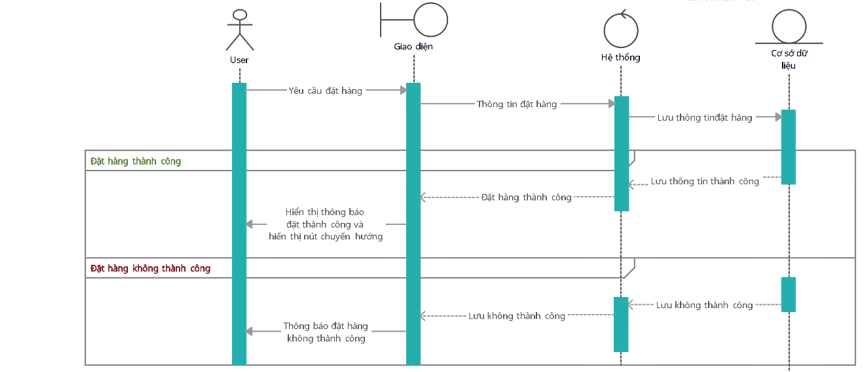 User
Giao diện
Hệ thống
Cơ sở dữ
liệu
Yêu cầu đặt hàng
Thông tin đặt hàng
Lưu thông tinđặt hàng
Đặt hàng thành công
Lưu thông tin thành công
Đặt hàng thành công
Hiển thị thông báo
đặt thành công và
hiển thị nút chuyển hướng
Đặt hàng không thành công
Lưu không thành công
Lưu không thành công
Thông báo đặt hàng
không thành công